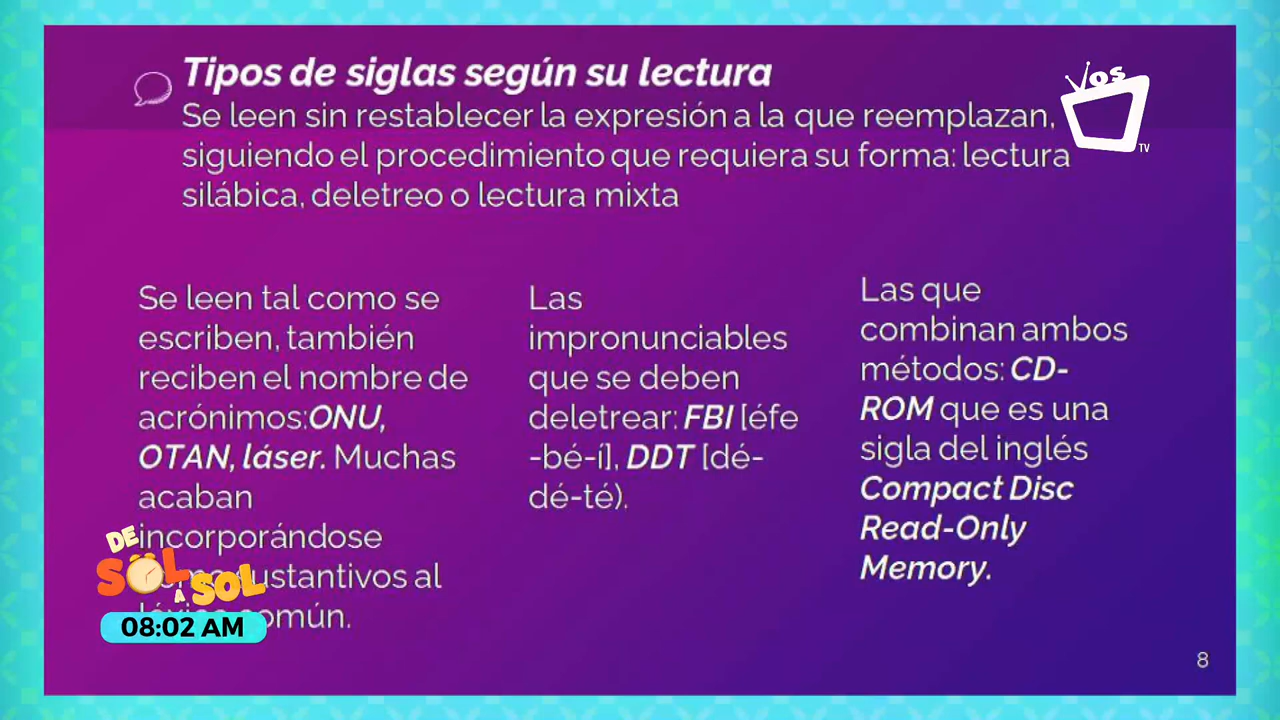 Tipos de siglas según su lectura
Se leen sin restablecer la expresión a la que reemplazan,
siguiendo el procedimiento que requiera su forma: lectura
silábica, deletreo o lectura mixta
VOS
TV
Se leen tal como se
escriben, también
reciben el nombre de
acrónimos:ONU,
OTAN, láser. Muchas
acaban
incorporándose
sustantivos al
común.
Las
impronunciables
que se deben
deletrear: FBI [éfe
-bé-í], DDT [dé-
dé-té).
Las que
combinan ambos
métodos: CD-
ROM que es una
sigla del inglés
Compact Disc
Read-Only
Memory.
DE
SOL
A
SOL
08:02 AM
8